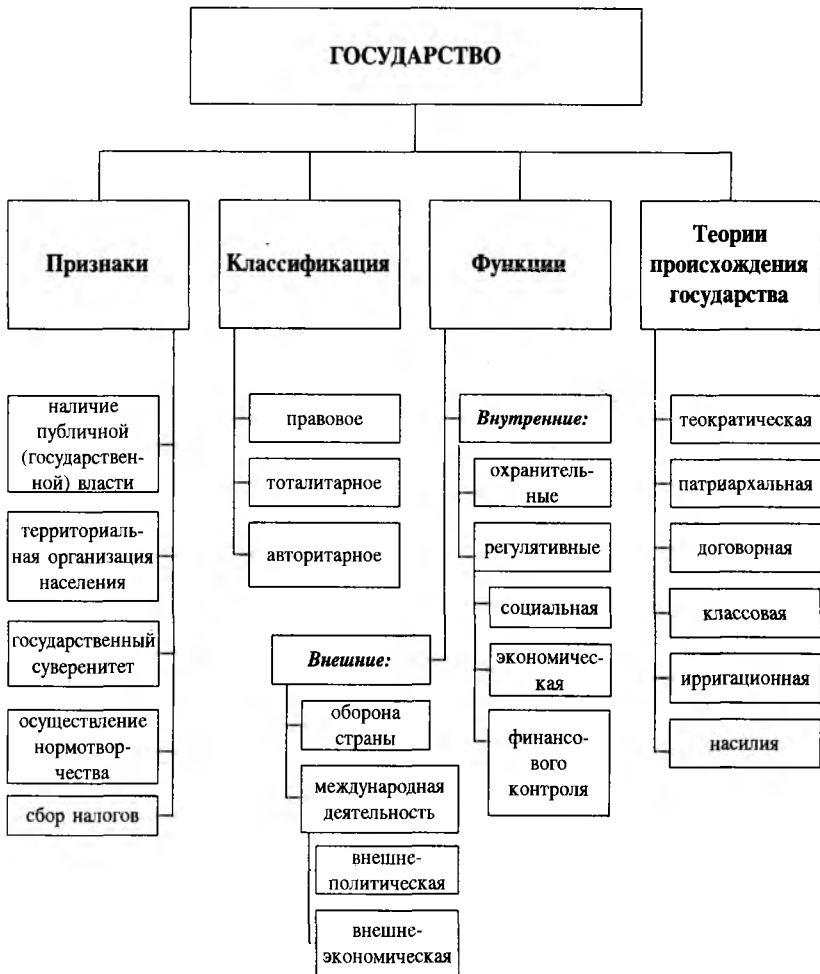 ГОСУДАРСТВО
Признаки
наличие
публичной
(государствен-
ной) власти
территориаль-
ная организация
населения
государственный
суверенитет
осуществление
нормотвор-
чества
сбор налогов
Классификация
правовое
тоталитарное
авторитарное
Функции
Внутренние:
охранитель-
ные
регулятивные
социальная
экономичес-
кая
финансо-
вого
контроля
Внешние:
оборона
страны
международная
деятельность
внешне-
политическая
внешне-
экономическая
Теории
происхождения
государства
теократическая
патриархальная
договорная
классовая
ирригационная
насилия